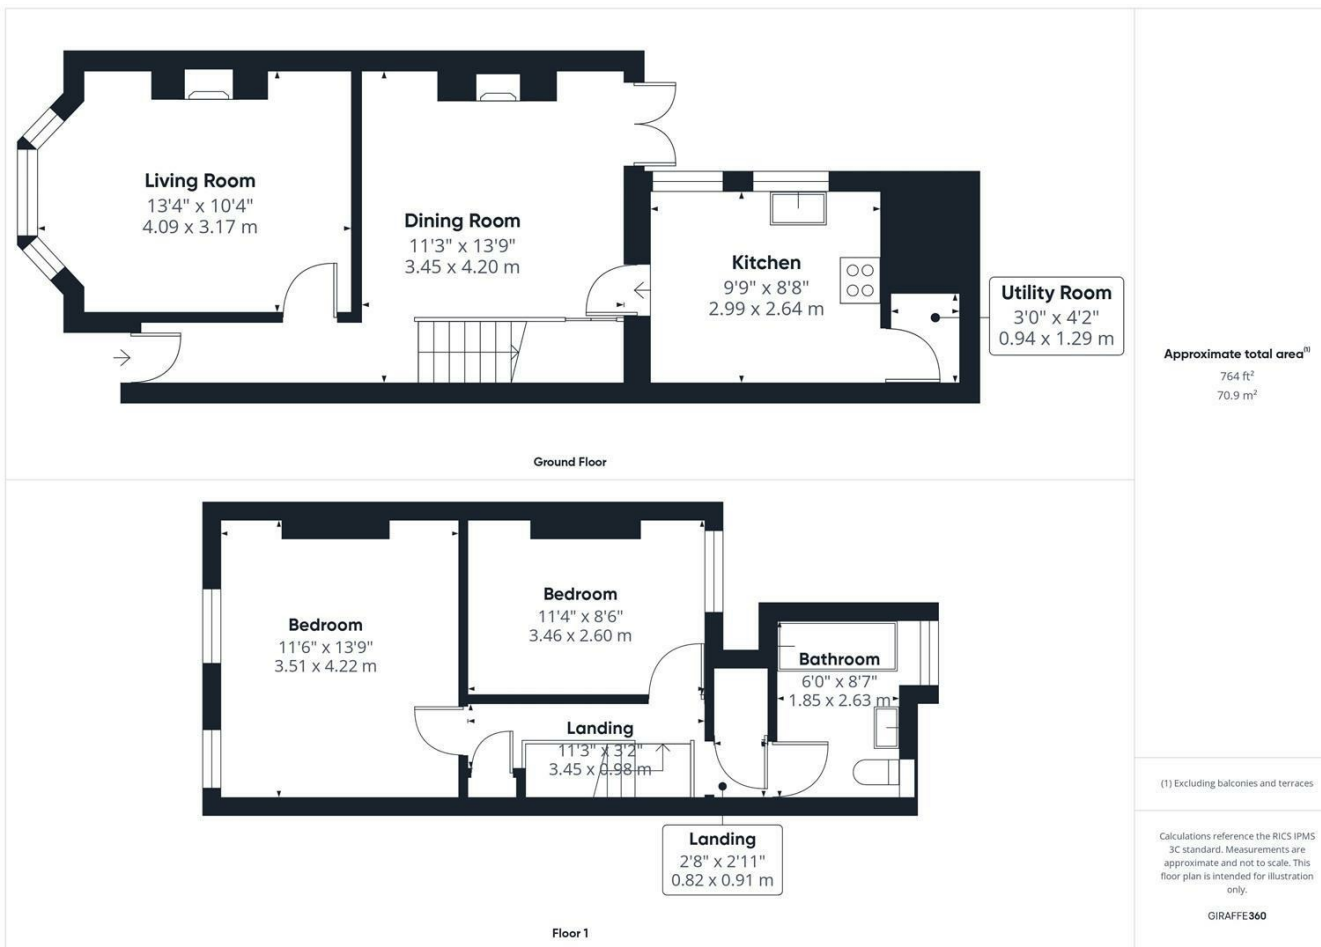 Living Room
13'4" x 10'4"
4.09 x 3.17 m
Dining Room
11'3" x 13'9"
3.45 x 4.20 m
Kitchen
9'9" x 8'8"
2.99 x 2.64 m
Utility Room
3'0" x 4'2"
0.94 x 1.29 m
Ground Floor
Approximate total area(1)
764 ft²
70.9 m²
Bedroom
11'6" x 13'9"
3.51 x 4.22 m
Bedroom
11'4" x 8'6"
3.46 x 2.60 m
Bathroom
6'0" x 8'7"
1.85 x 2.63 m
Landing
11'3" x 3'2"
3.45 x 0.98 m
Landing
2'8" x 2'11"
0.82 x 0.91 m
Floor 1
(1) Excluding balconies and terraces
Calculations reference the RICS IPMS
3C standard. Measurements are
approximate and not to scale. This
floor plan is intended for illustration
only.
GIRAFFE360